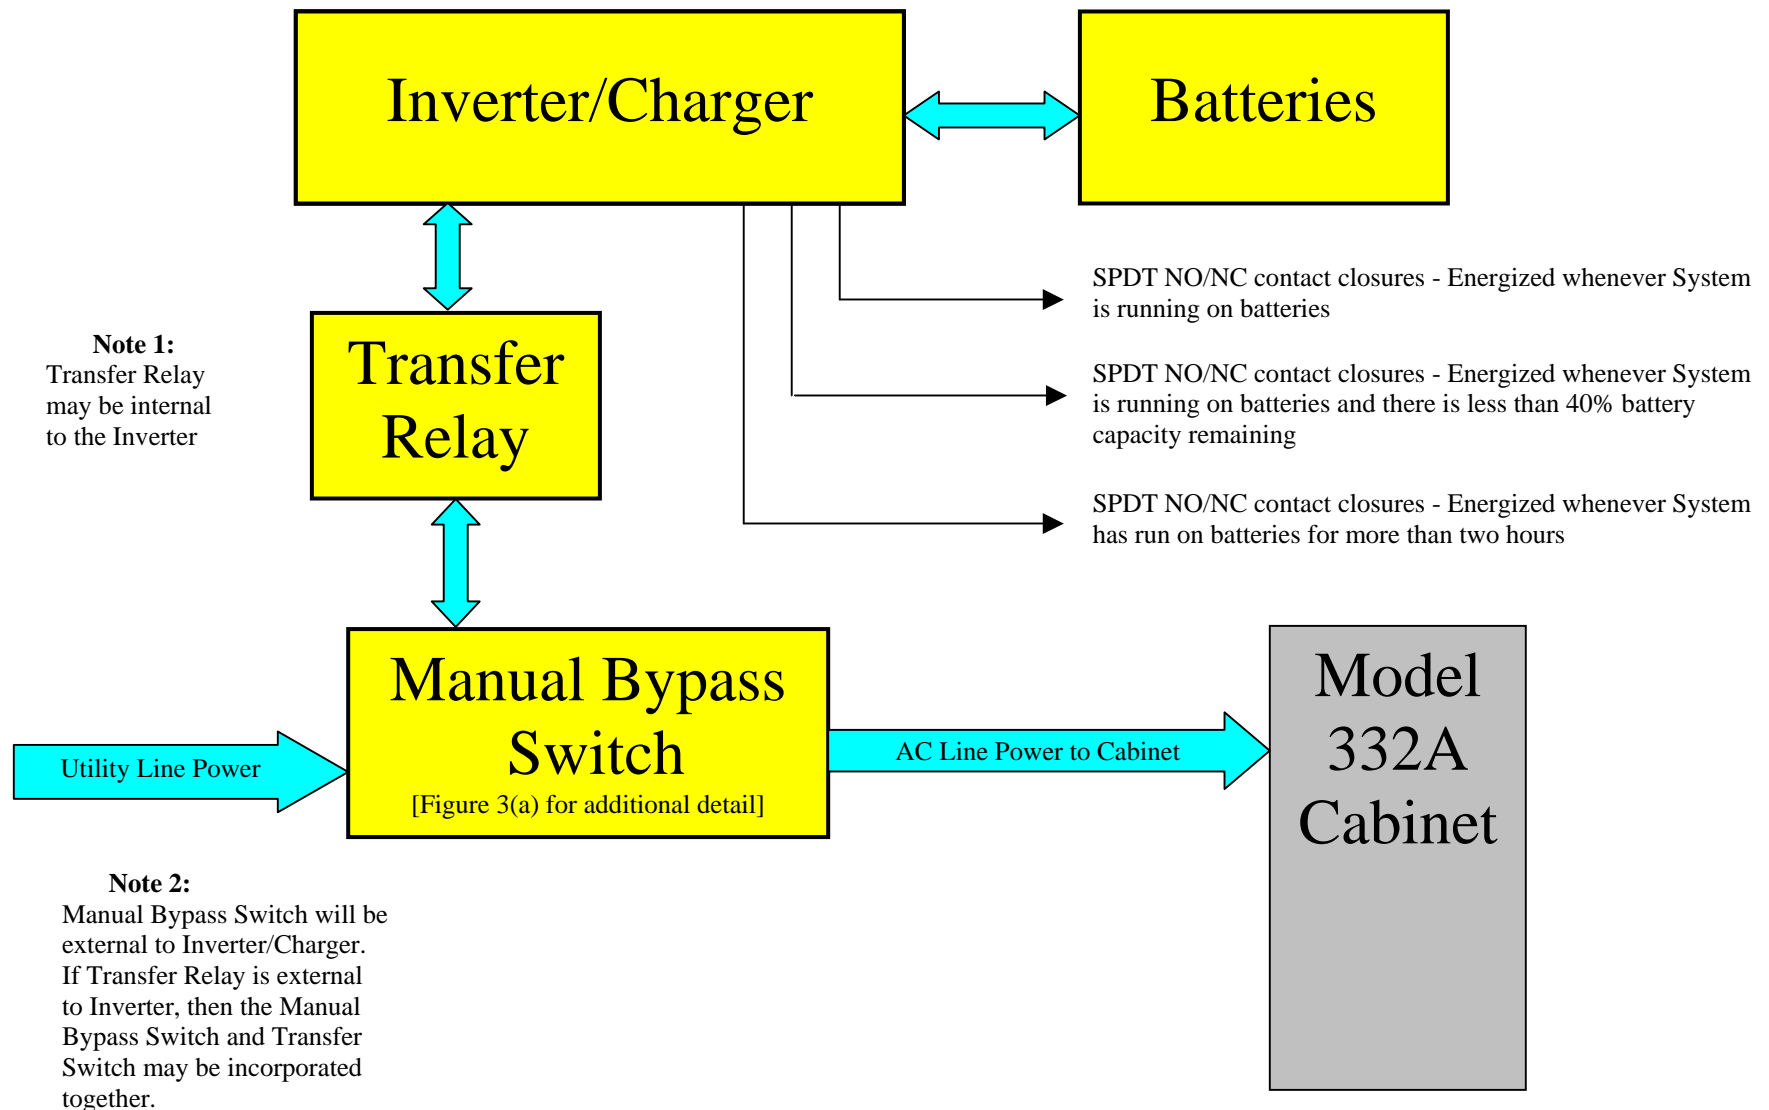 Inverter/Charger
Batteries
SPDT NO/NC contact closures - Energized whenever System
is running on batteries
Note 1:
Transfer Relay
may be internal
to the Inverter
Transfer
Relay
SPDT NO/NC contact closures - Energized whenever System
is running on batteries and there is less than 40% battery
capacity remaining
SPDT NO/NC contact closures - Energized whenever System
has run on batteries for more than two hours
Utility Line Power
Manual Bypass
Switch
[Figure 3(a) for additional detail]
AC Line Power to Cabinet
Model
332A
Cabinet
Note 2:
Manual Bypass Switch will be
external to Inverter/Charger.
If Transfer Relay is external
to Inverter, then the Manual
Bypass Switch and Transfer
Switch may be incorporated
together.